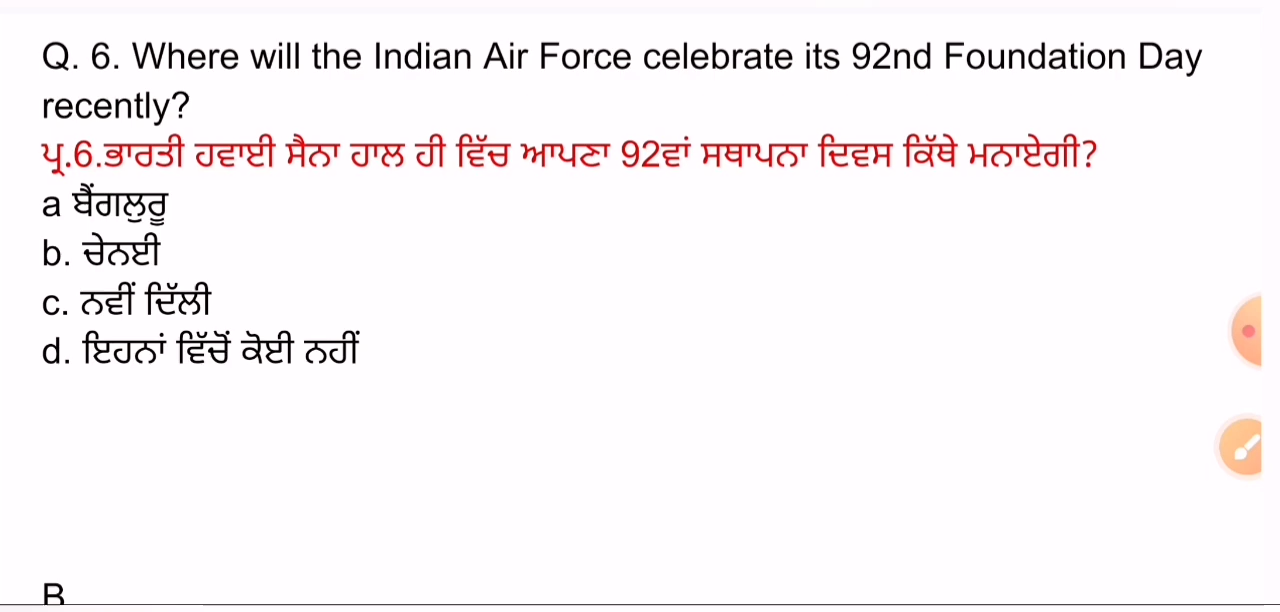 Q. 6. Where will the Indian Air Force celebrate its 92nd Foundation Day
recently?
ਪ੍ਰ.6.ਭਾਰਤੀ ਹਵਾਈ ਸੈਨਾ ਹਾਲ ਹੀ ਵਿੱਚ ਆਪਣਾ 92ਵਾਂ ਸਥਾਪਨਾ ਦਿਵਸ ਕਿੱਥੇ ਮਨਾਏਗੀ?
a ਬੈਂਗਲੁਰੂ
b. ਚੇਨਈ
c. ਨਵੀਂ ਦਿੱਲੀ
d. ਇਹਨਾਂ ਵਿੱਚੋਂ ਕੋਈ ਨਹੀਂ
B